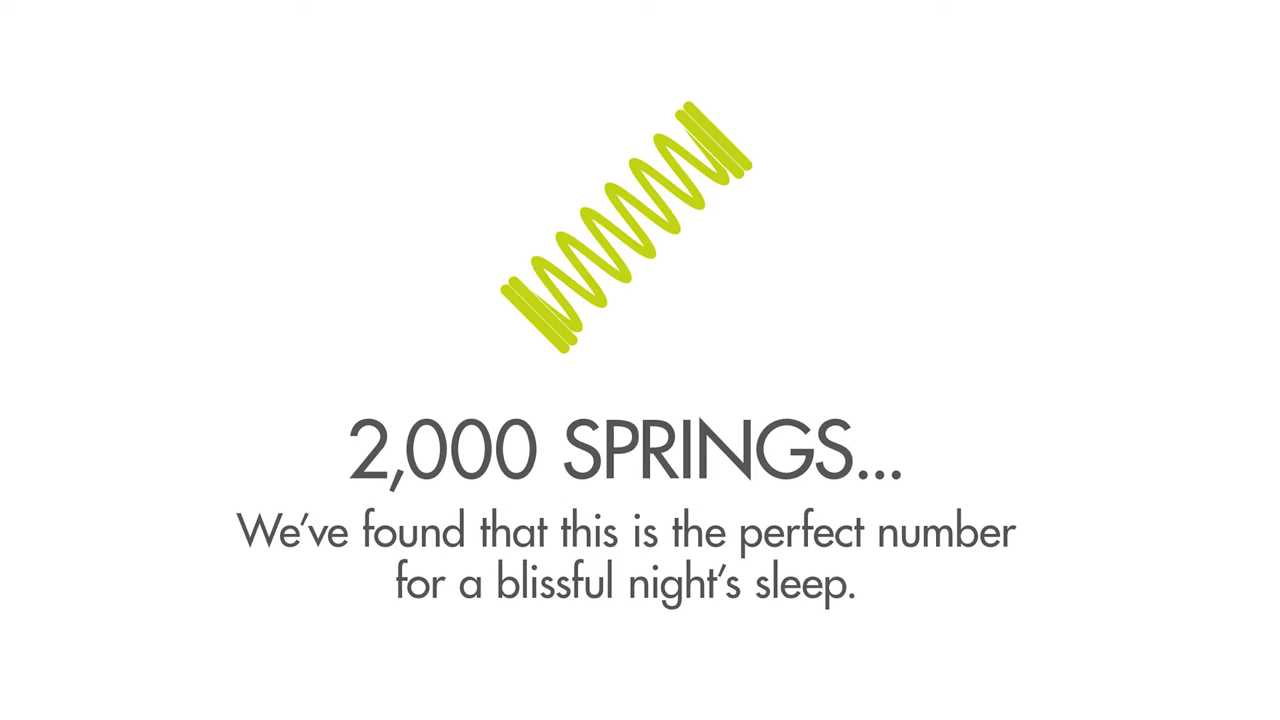 2,000 SPRINGS...
We've found that this is the perfect number
for a blissful night's sleep.